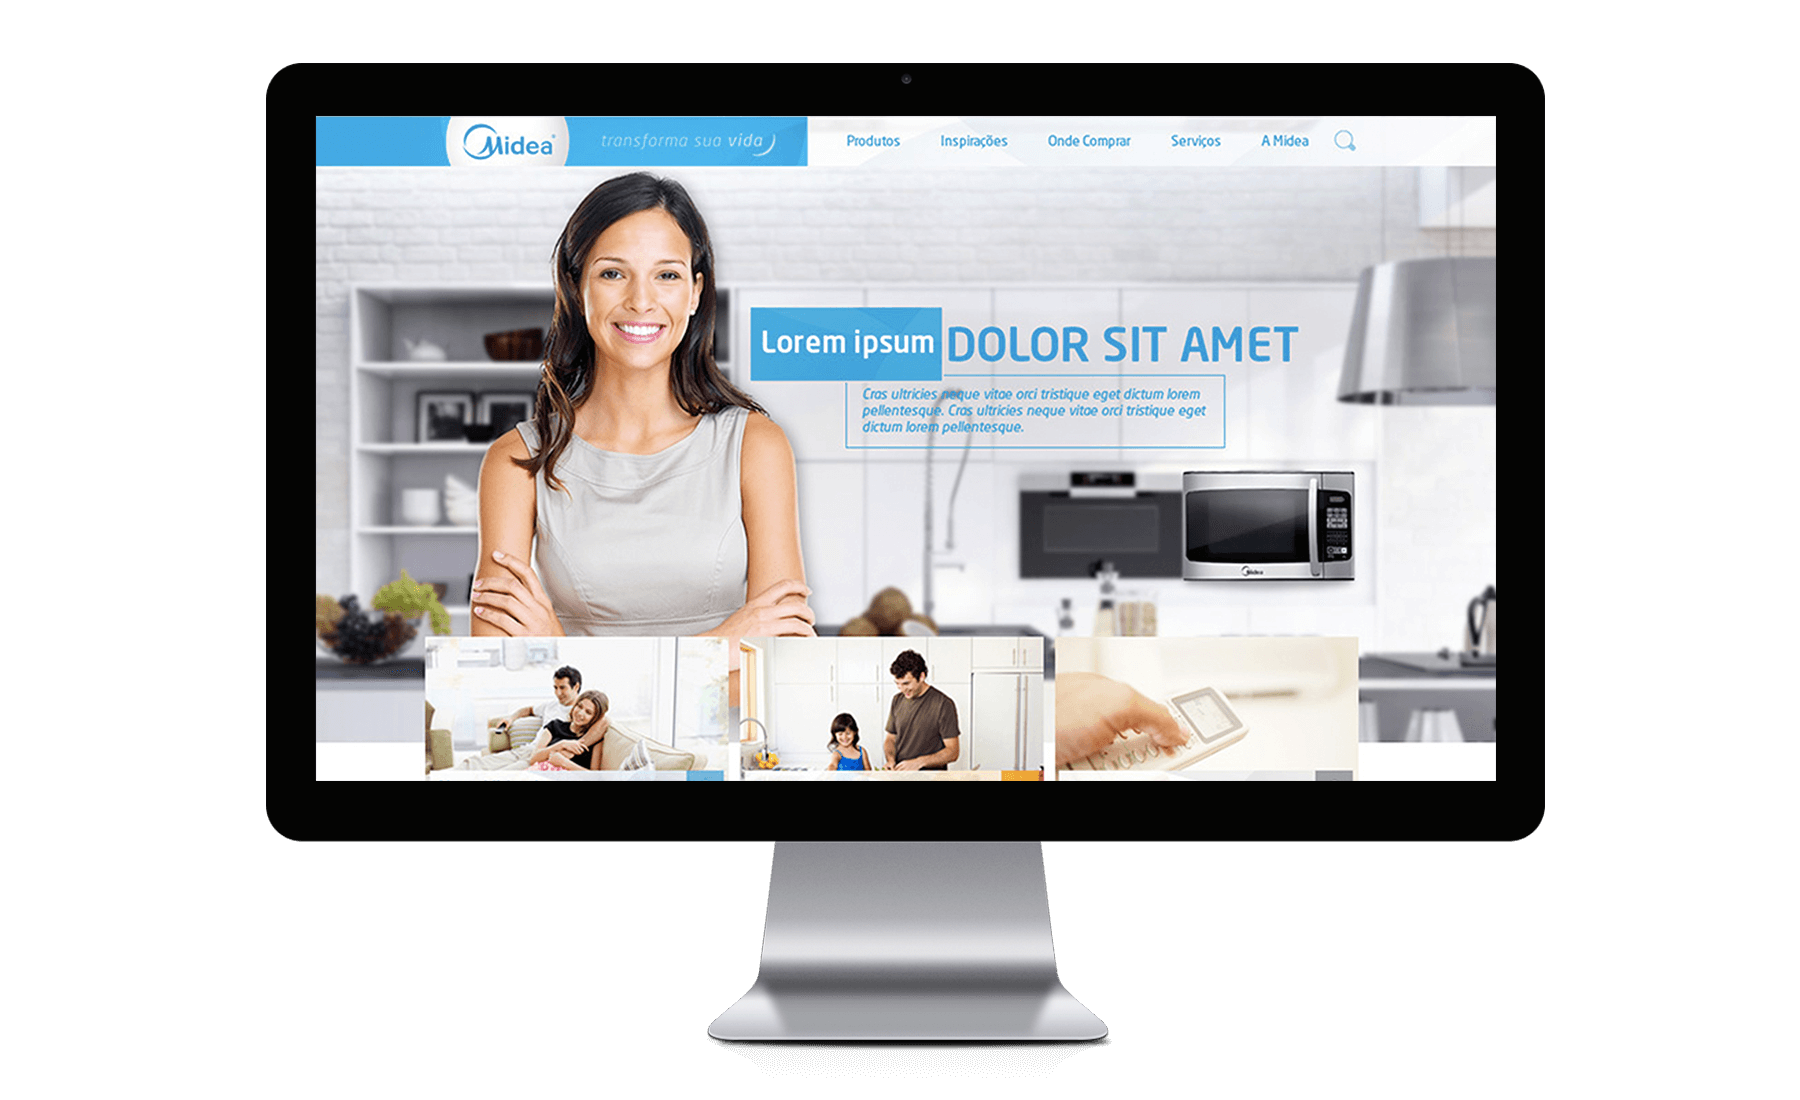 Midea
transforma sua vida
Produtos Inspirações Onde Comprar Serviços A Midea
Lorem ipsum DOLOR SIT AMET
Cras ultricies neque vitae orci tristique eget dictum lorem
pellentesque. Cras ultricies neque vitae orci tristique eget
dictum lorem pellentesque.
Midea